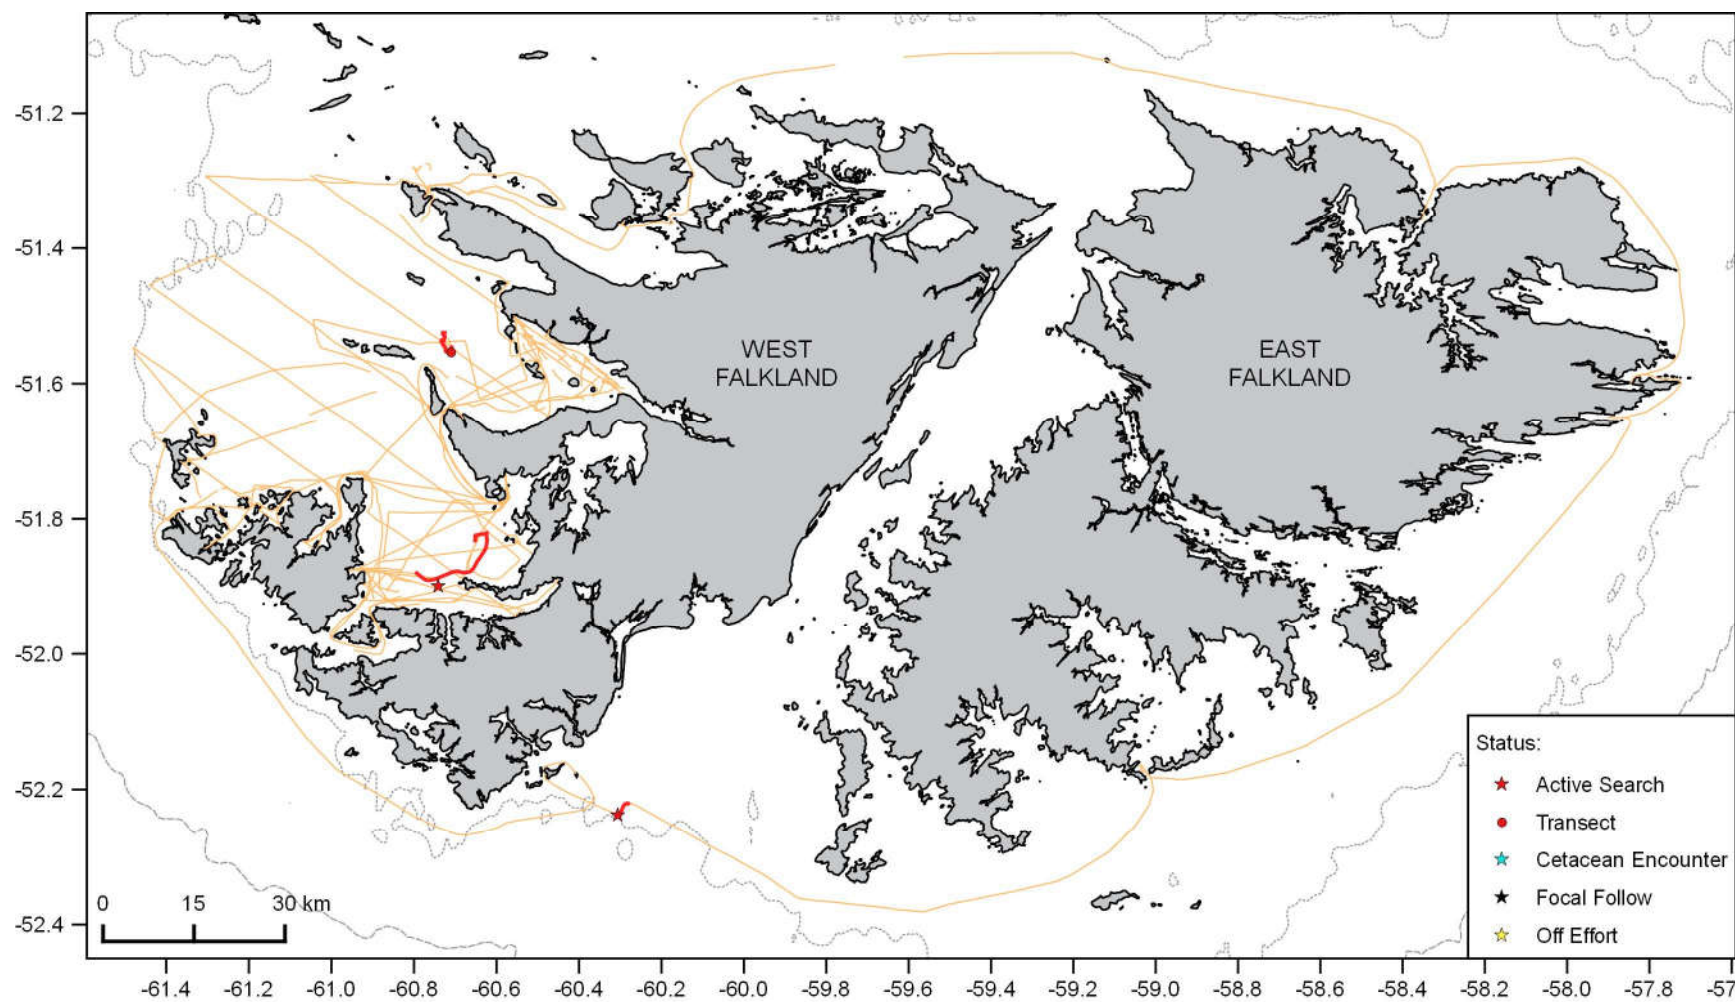 -51.2
-51.4
-51.6
-51.8
-52.0
-52.2
-52.4
WEST
FALKLAND
EAST
FALKLAND
0 15 30 km
Status:
Active Search
Transect
Cetacean Encounter
Focal Follow
Off Effort
-61.4 -61.2 -61.0 -60.8 -60.6 -60.4 -60.2 -60.0 -59.8 -59.6 -59.4 -59.2 -59.0 -58.8 -58.6 -58.4 -58.2 -58.0 -57.8 -57